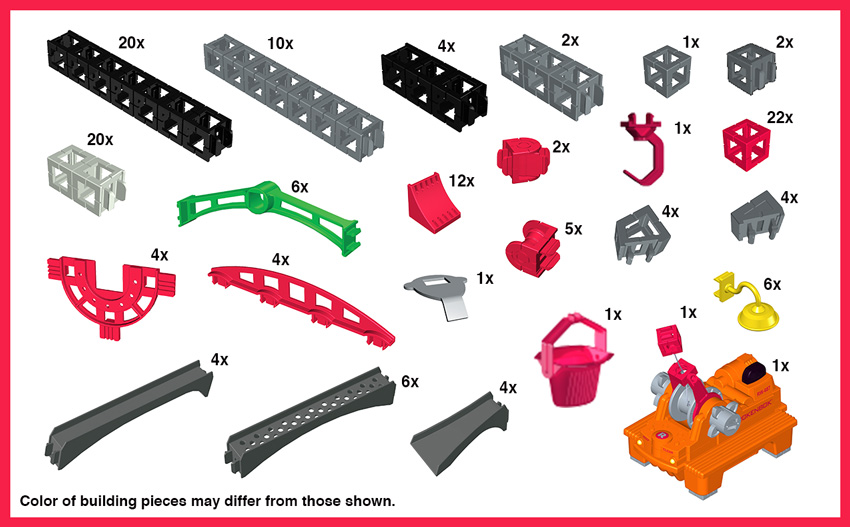 20x
10x
4x
2x
1x
2x
20x
6x
12x
2x
1x
22x
5x
4x
4x
4x
4x
1x
6x
4x
6x
4x
1x
1x
1x
R
Color of building pieces may differ from those shown.